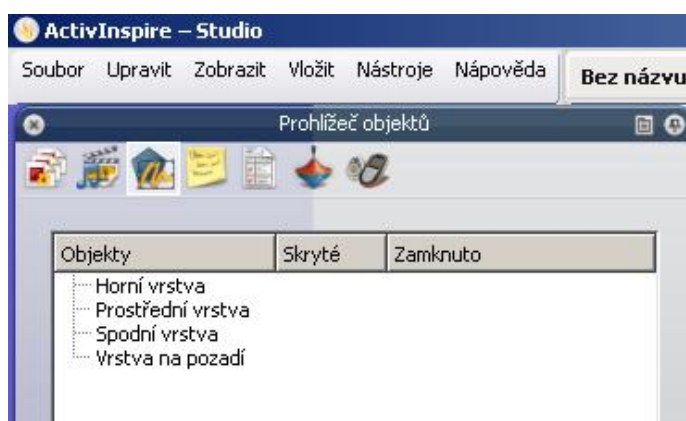 ActivInspire – Studio
Soubor Upravit Zobrazit Vložit Nástroje Nápověda Bez názvu
Prohlížeč objektů
Objekty Skryté Zamknuto
Horní vrstva
Prostřední vrstva
Spodní vrstva
Vrstva na pozadí